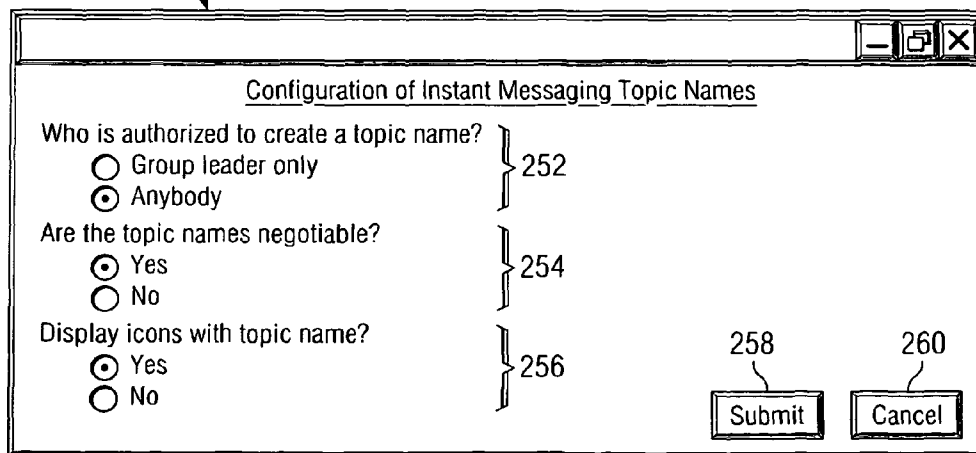 Configuration of Instant Messaging Topic Names
Who is authorized to create a topic name?
Group leader only
Anybody
252
Are the topic names negotiable?
Yes
No
254
Display icons with topic name?
Yes
No
256
258
260
Submit
Cancel